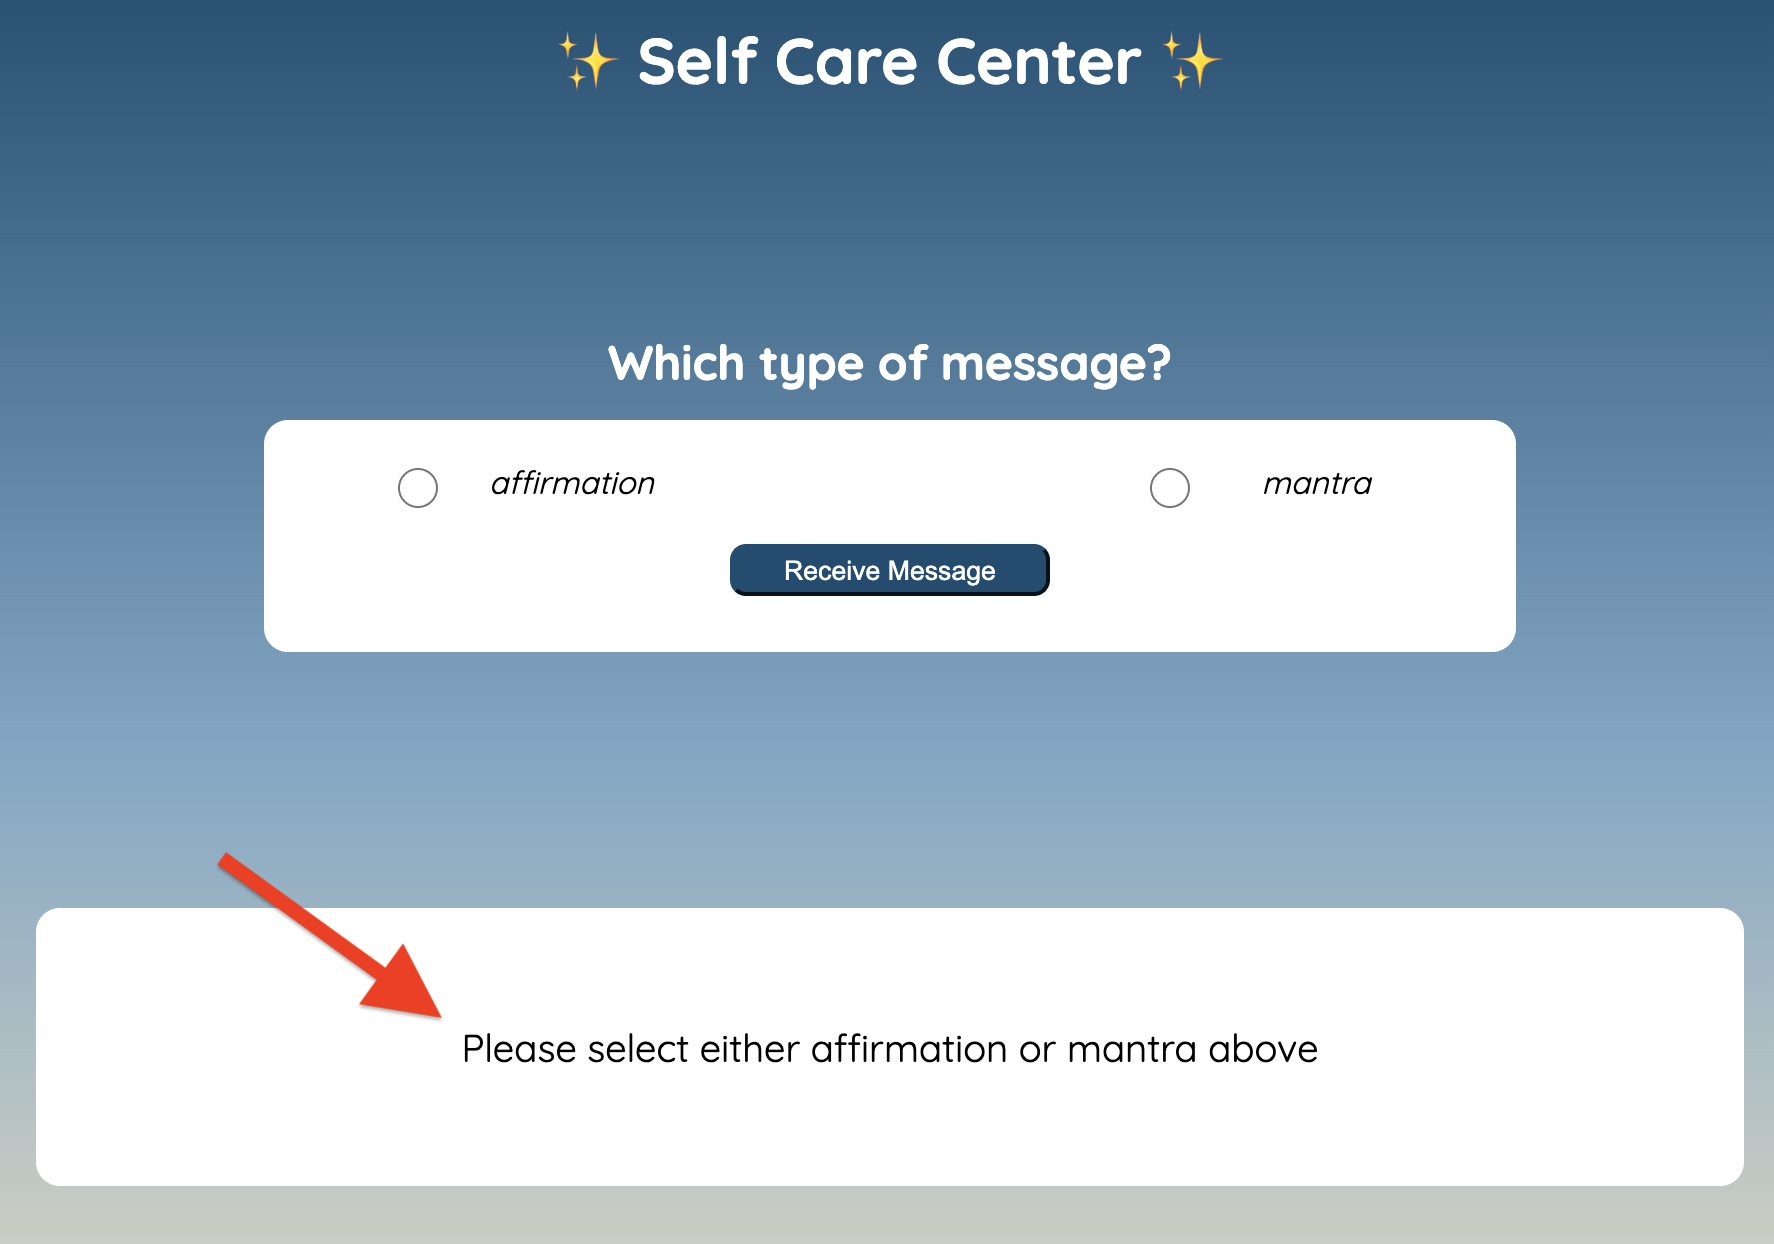 ✨ Self Care Center ✨
Which type of message?
affirmation
mantra
Receive Message
Please select either affirmation or mantra above